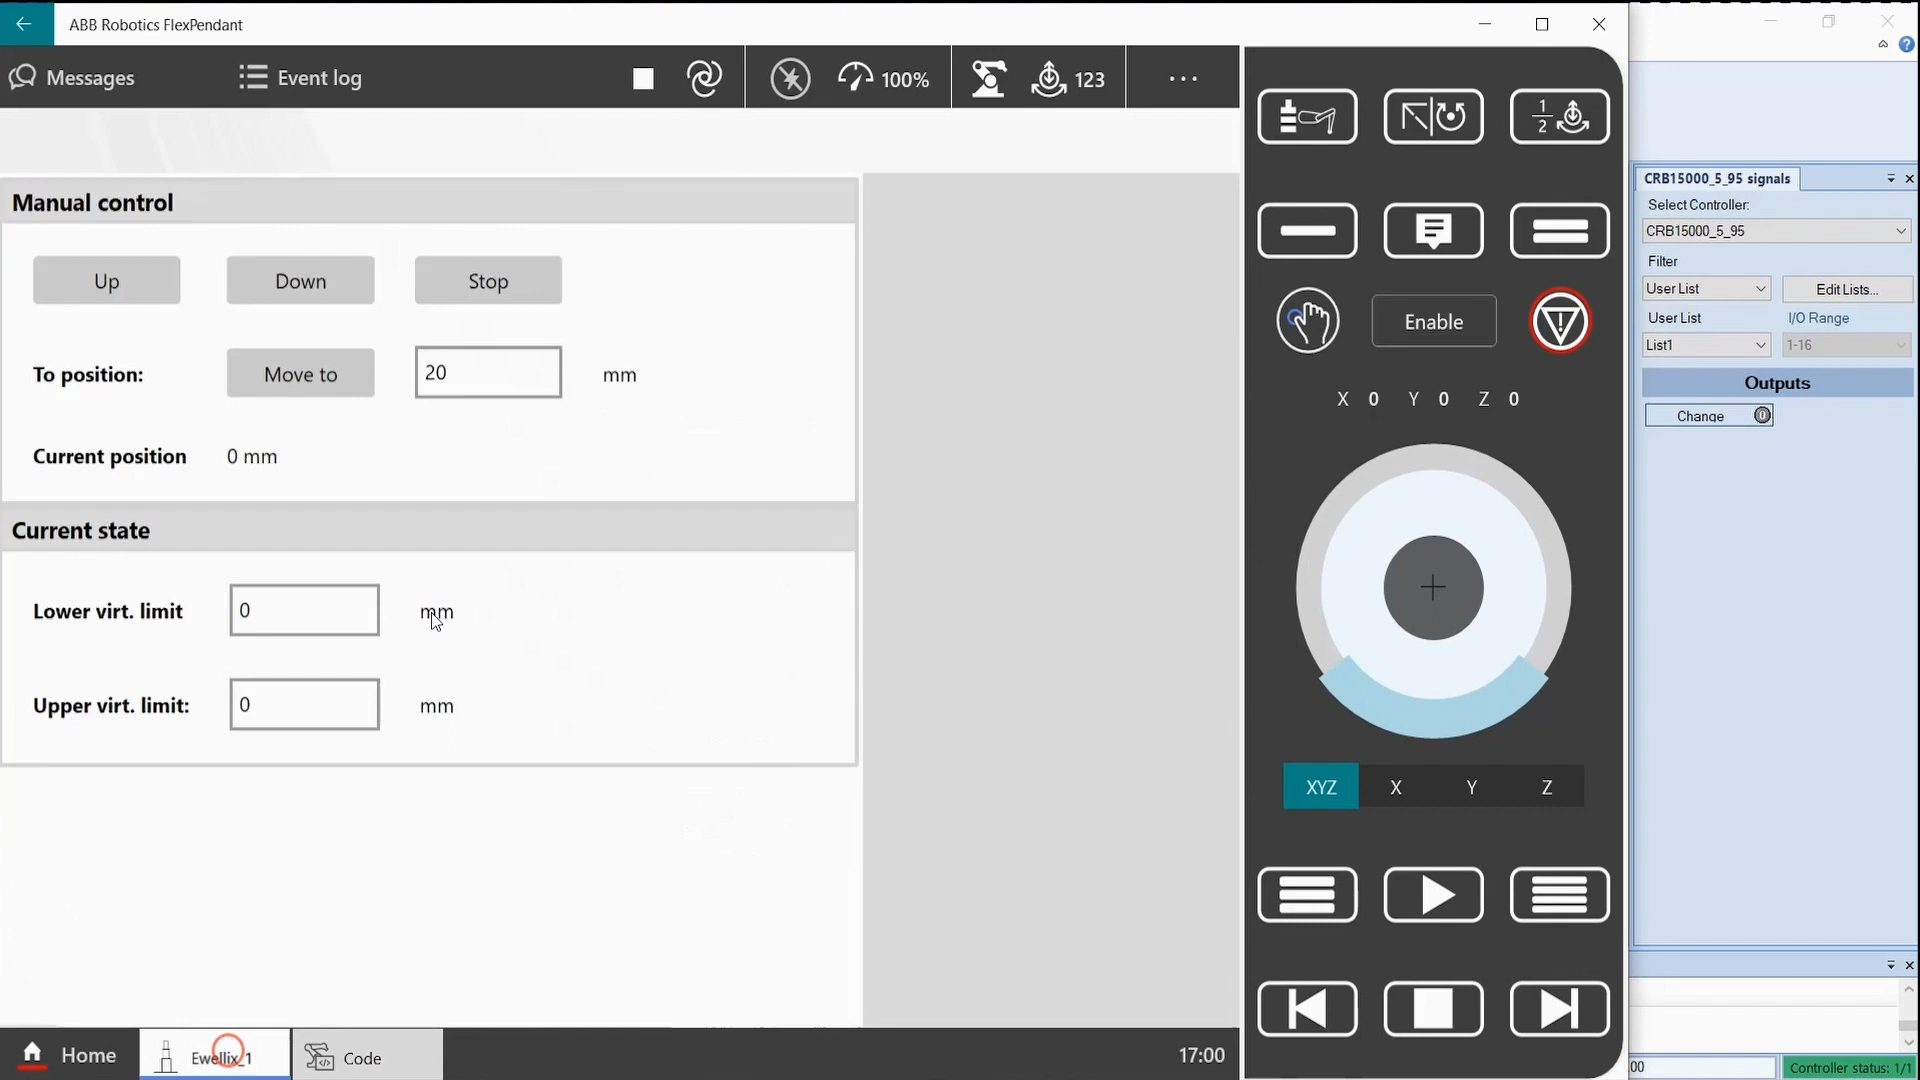 ABB Robotics FlexPendant
Messages
Event log
100%
123
...
Manual control
Up
Down
Stop
To position:
Move to
20
mm
Current position
0 mm
Current state
Lower virt. limit
0
mm
Upper virt. limit:
0
mm
Home
Ewellix_1
Code
17:00
1
2
Enable
X 0 Y 0 Z 0
XYZ
X
Y
Z
CRB15000_5_95 signals
Select Controller:
CRB15000_5_95
Filter
User List
Edit Lists...
User List
I/O Range
List1
1-16
Outputs
Change
0
00
Controller status: 1/1